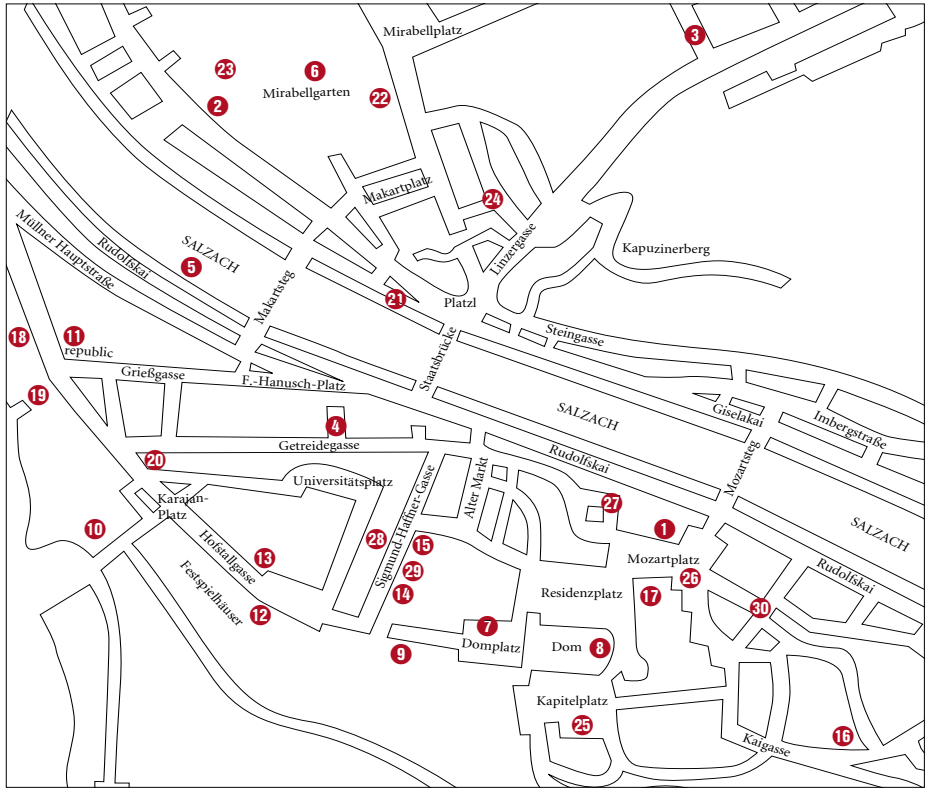 Mirabellplatz
3
23
6
Mirabellgarten
22
2
Makartplatz
24
Linzergasse
Kapuzinerberg
Müllner Hauptstraße
Rudolfskai
SALZACH
5
Makartsteg
21
Platzl
Staatsbrücke
Steingasse
18
11
republic
Grießgasse
F.-Hanusch-Platz
19
SALZACH
Giselakai
Imbergstraße
4
Getreidegasse
Rudolfskai
Mozartsteg
20
Universitätsplatz
Sigmund-Haffner-Gasse
Alter Markt
Karajan-
Platz
10
Hofstallgasse
13
28
15
27
1
SALZACH
Mozartplatz
26
Rudolfskai
Festspielhäuser
12
29
14
Residenzplatz
17
30
7
Domplatz
9
Dom
8
Kapitelplatz
25
Kaigasse
16